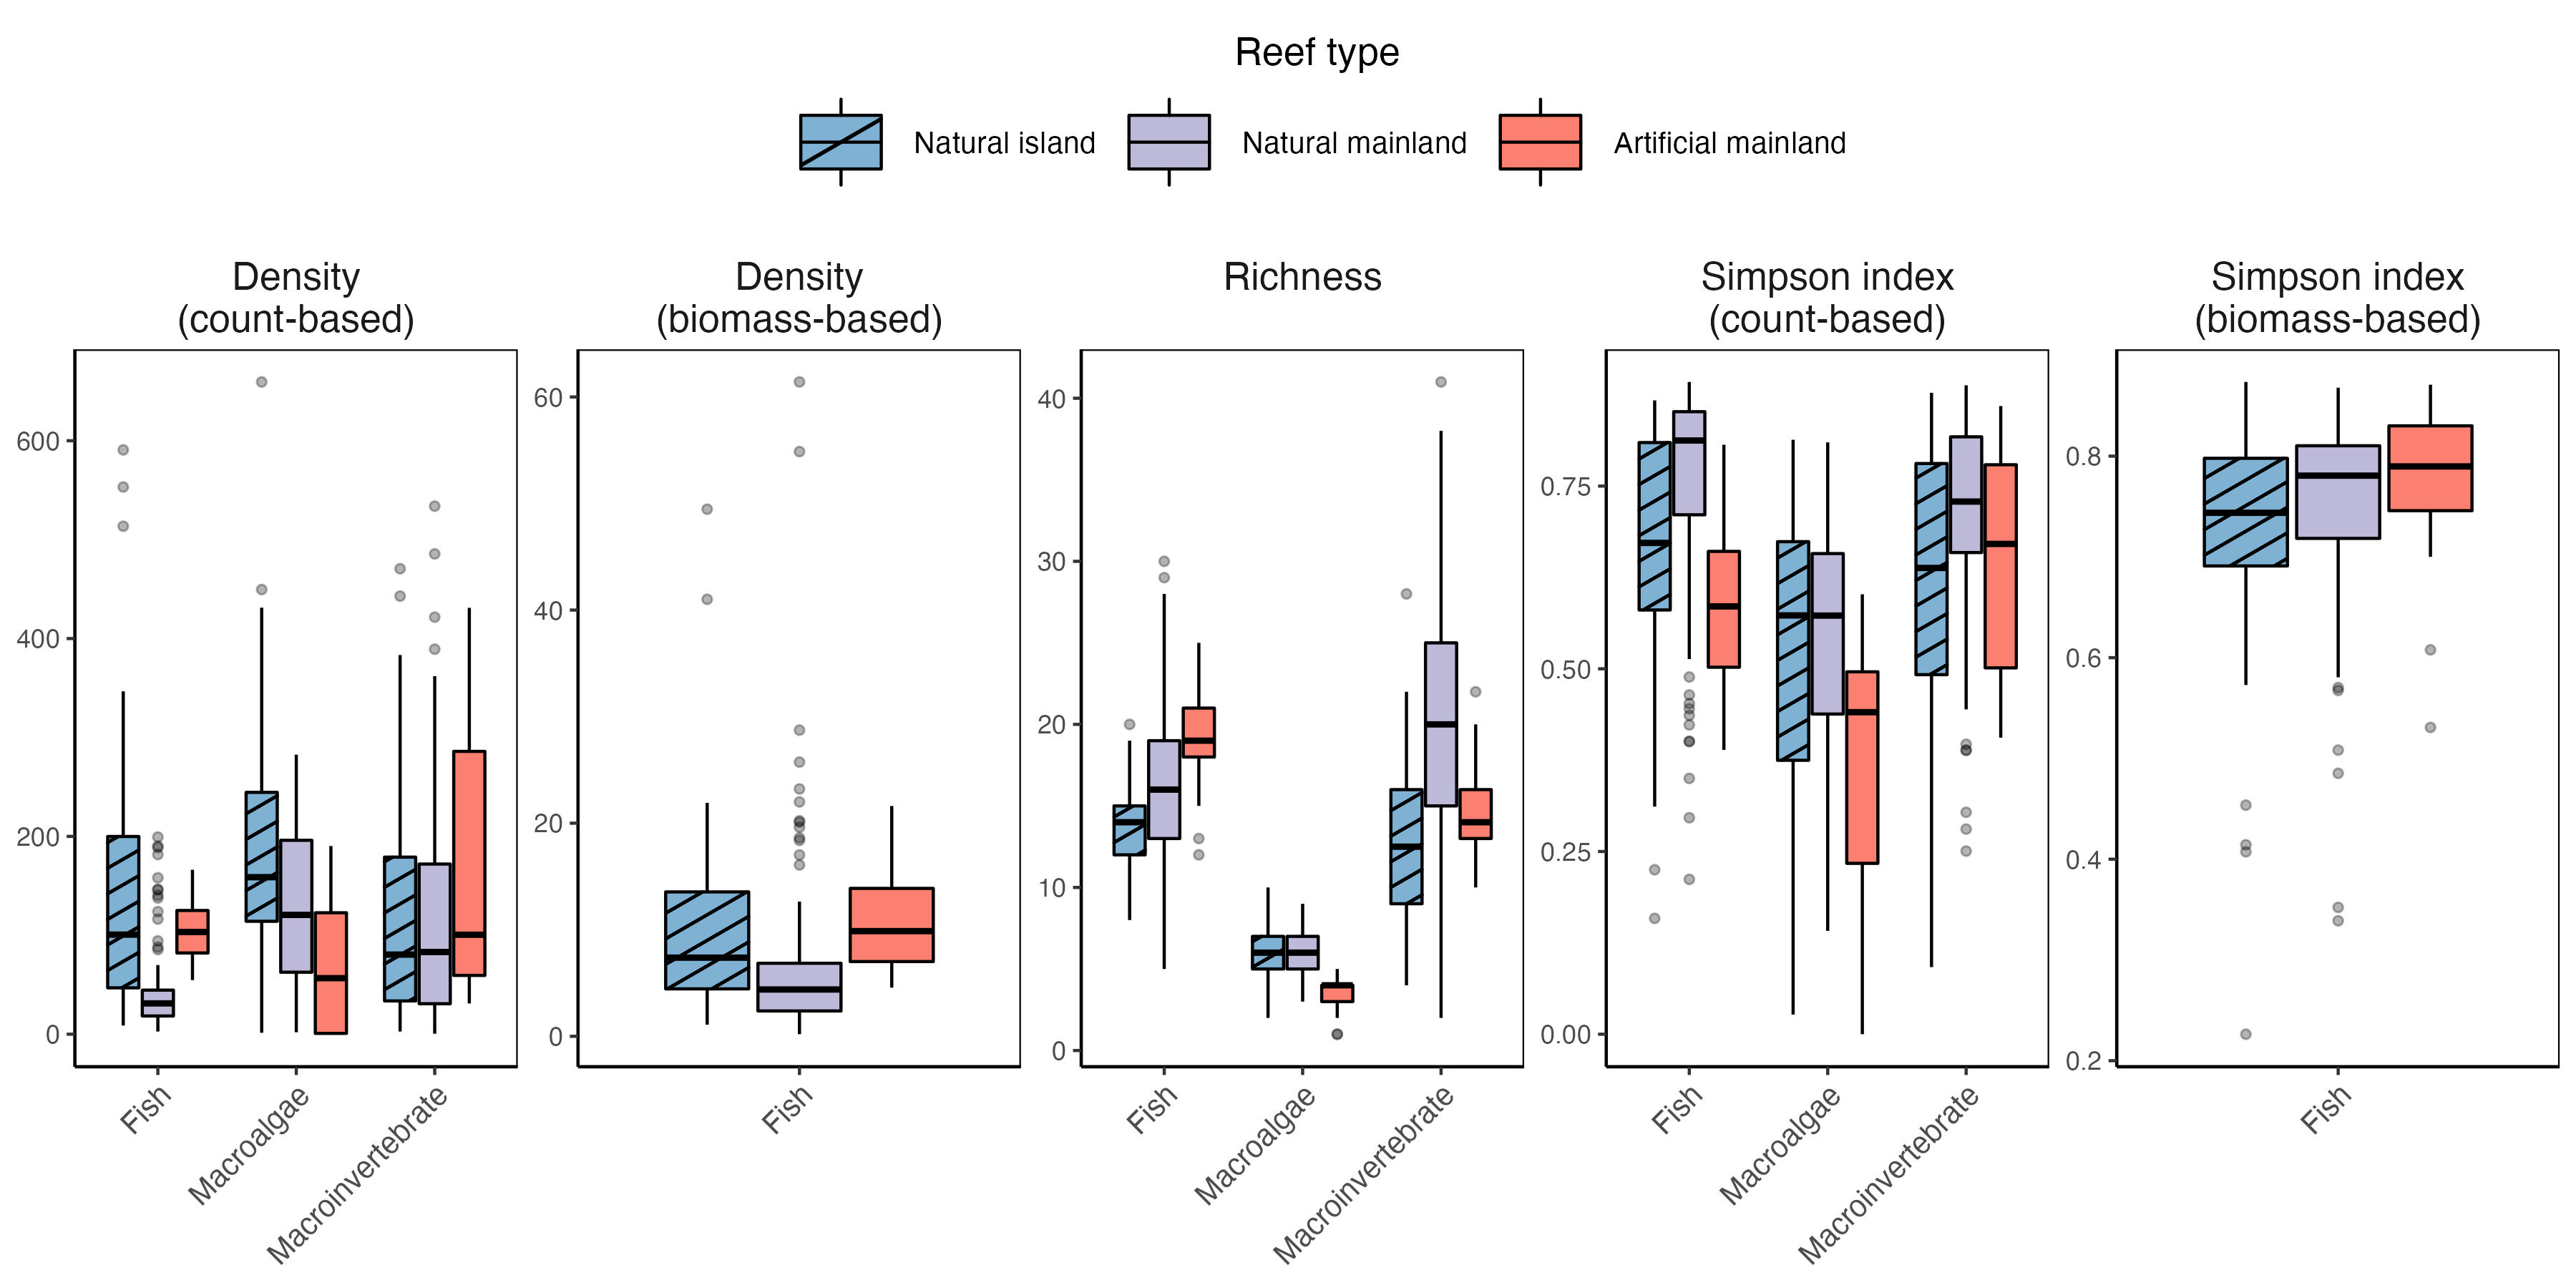 Reef type
Natural island
Natural mainland
Artificial mainland
Density
(count-based)
Density
(biomass-based)
Richness
Simpson index
(count-based)
Simpson index
(biomass-based)
600
400
200
0
60
40
20
0
40
30
20
10
0
0.75
0.50
0.25
0.00
0.8
0.6
0.4
0.2
Fish
Macroalgae
Macroinvertebrate
Fish
Fish
Macroalgae
Macroinvertebrate
Fish
Macroalgae
Macroinvertebrate
Fish